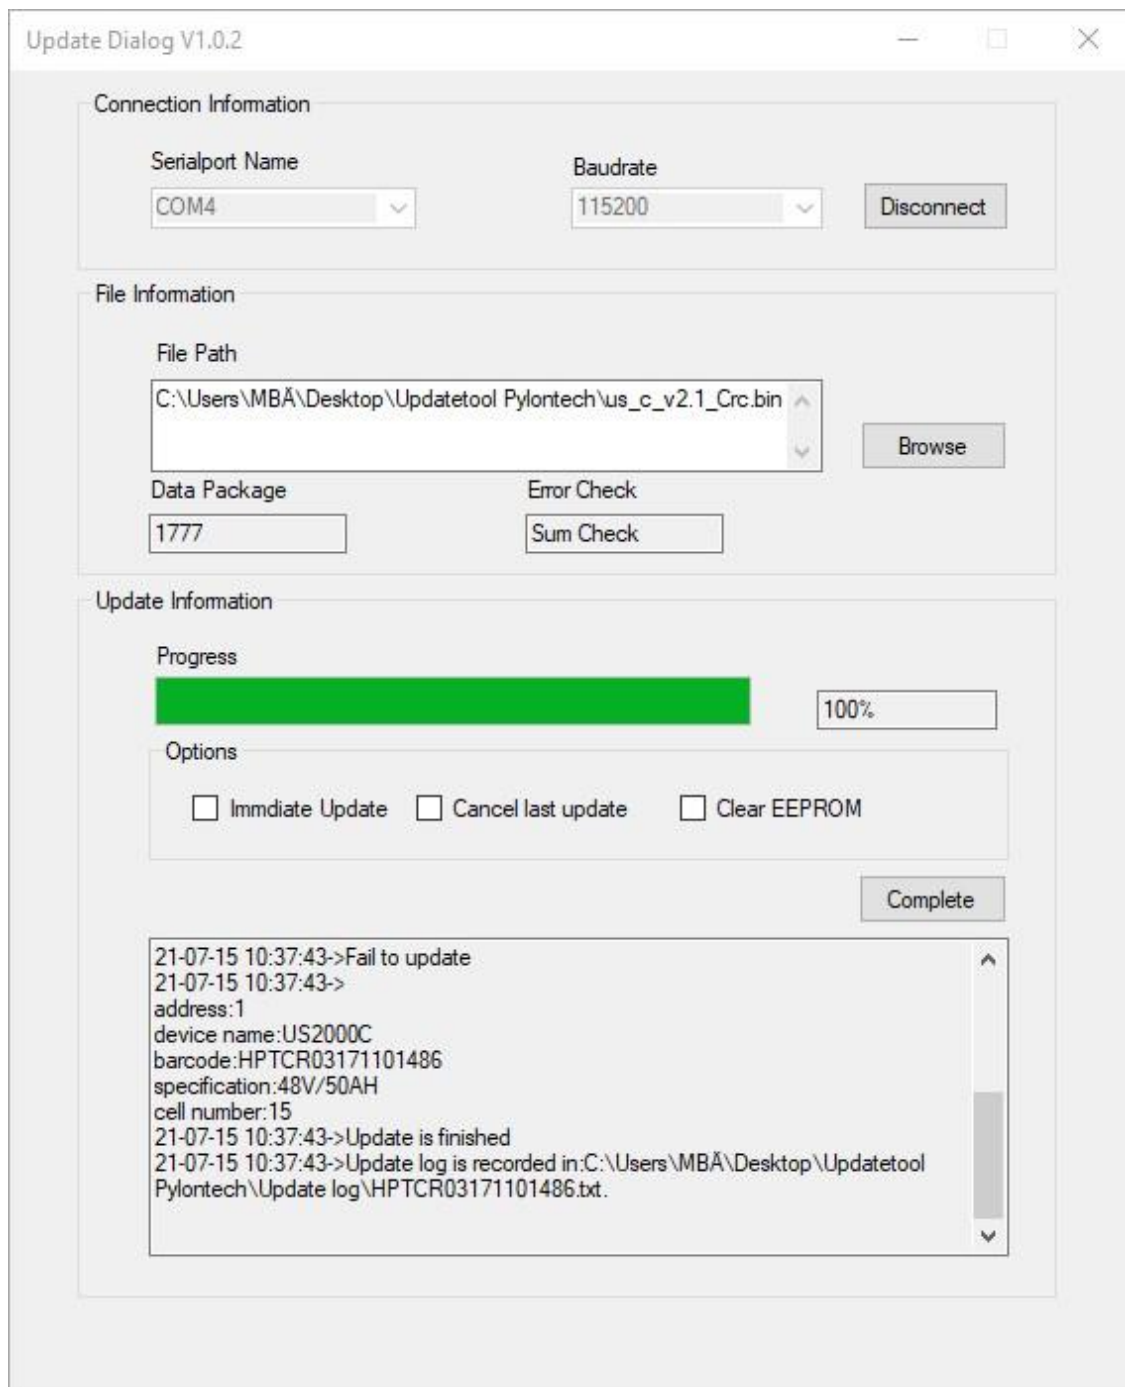 Update Dialog V1.0.2
Connection Information
Serialport Name
Baudrate
COM4
115200
Disconnect
File Information
File Path
C:\Users\MBÄ\Desktop\Updatetool Pylontech\us_c_v2.1_Crc.bin
Browse
Data Package
Error Check
1777
Sum Check
Update Information
Progress
100%
Options
Immdiate Update
Cancel last update
Clear EEPROM
Complete
21-07-15 10:37:43->Fail to update
21-07-15 10:37:43->
address:1
device name:US2000C
barcode:HPTCR03171101486
specification:48V/50AH
cell number:15
21-07-15 10:37:43->Update is finished
21-07-15 10:37:43->Update log is recorded in:C:\Users\MBÄ\Desktop\Updatetool
Pylontech\Update log\HPTCR03171101486.txt.